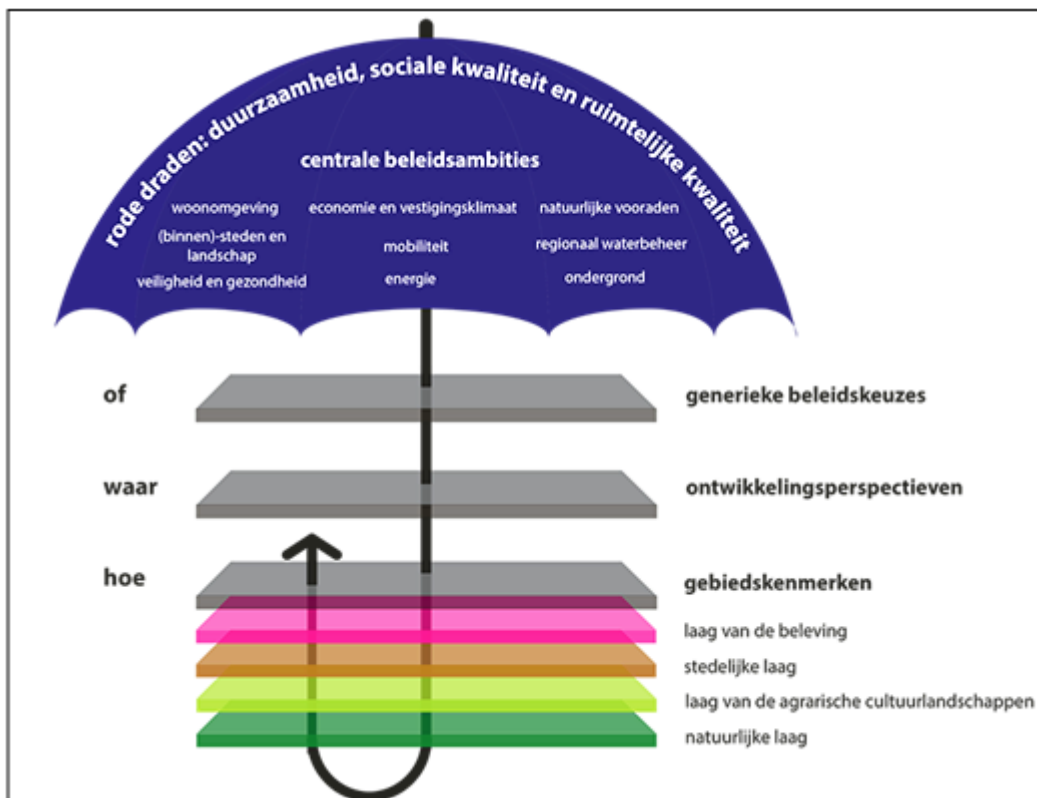 rode draden: duurzaamheid, sociale kwaliteit en ruimtelijke kwaliteit
centrale beleidsambities
woonomgeving
economie en vestigingsklimaat
natuurlijke vooraden
(binnen)-steden en
landschap
mobiliteit
regionaal waterbeheer
veiligheid en gezondheid
energie
ondergrond
of
generieke beleidskeuzes
waar
ontwikkelingsperspectieven
hoe
gebiedskenmerken
laag van de beleving
stedelijke laag
laag van de agrarische cultuurlandschappen
natuurlijke laag